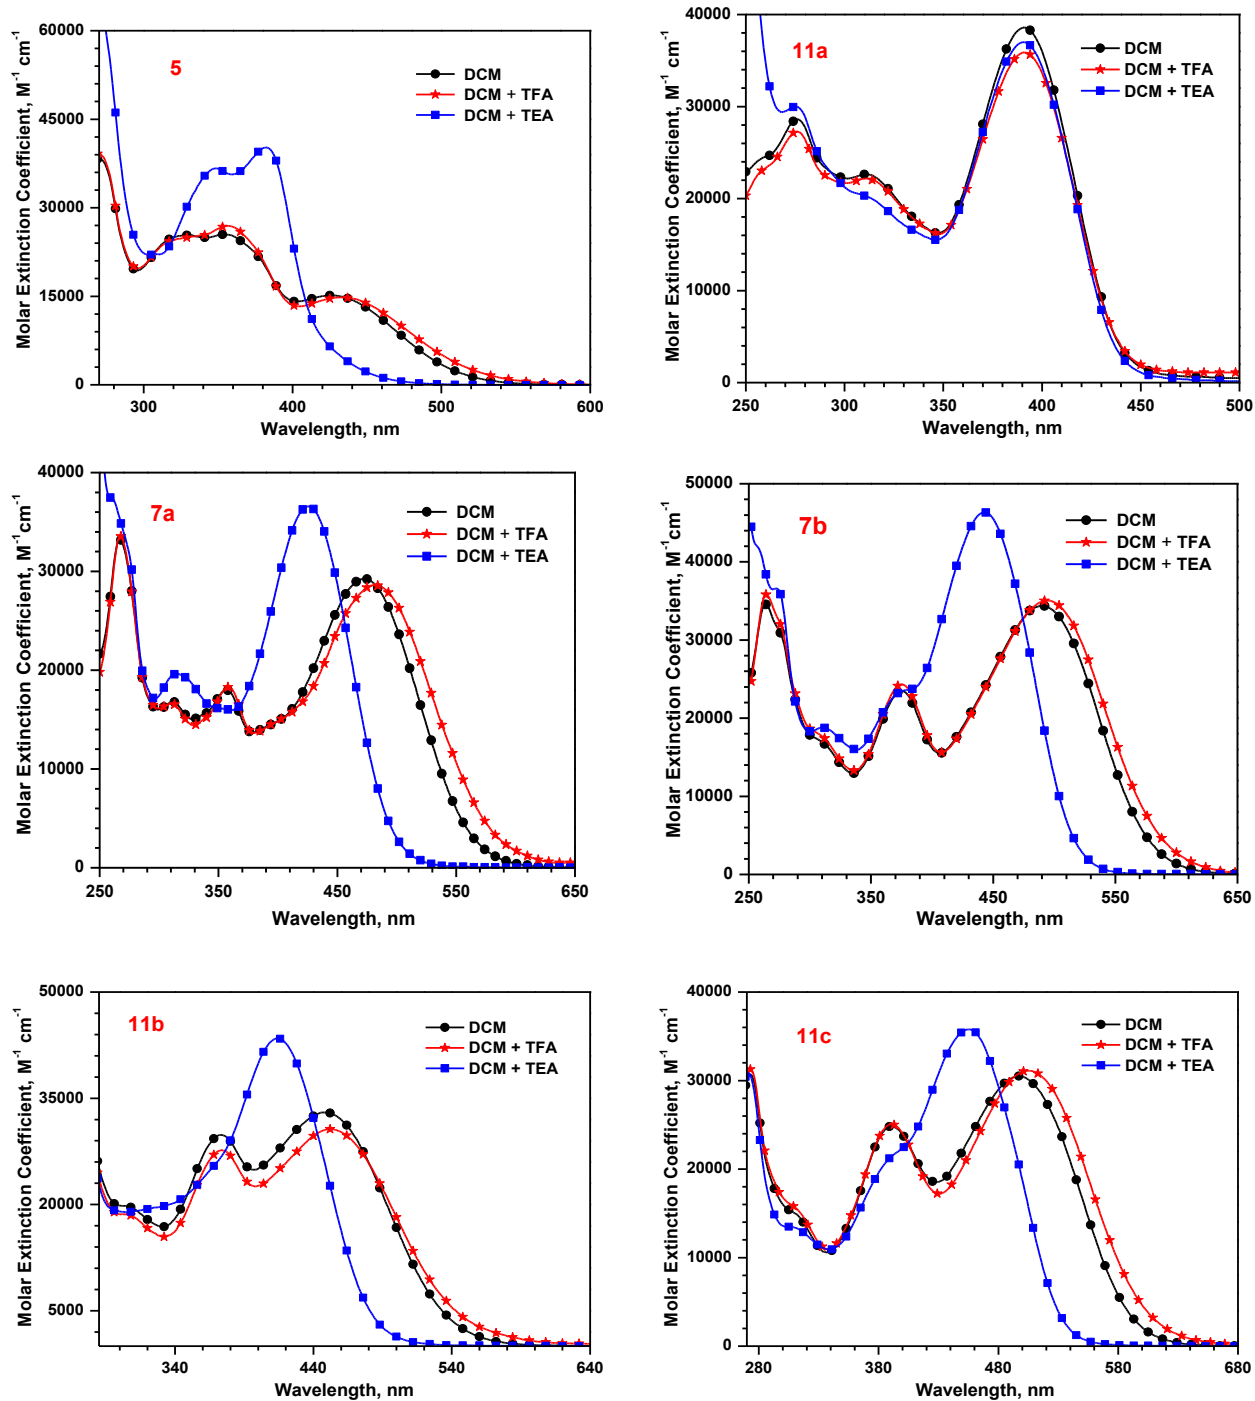 5
DCM
DCM + TFA
DCM + TEA
60000
45000
30000
15000
0
300
400
500
600
Molar Extinction Coefficient, M⁻¹ cm⁻¹
Wavelength, nm
11a
DCM
DCM + TFA
DCM + TEA
40000
30000
20000
10000
0
250
300
350
400
450
500
Molar Extinction Coefficient, M⁻¹ cm⁻¹
Wavelength, nm
7a
DCM
DCM + TFA
DCM + TEA
40000
30000
20000
10000
0
250
350
450
550
650
Molar Extinction Coefficient, M⁻¹cm⁻¹
Wavelength, nm
7b
DCM
DCM + TFA
DCM + TEA
50000
40000
30000
20000
10000
0
250
350
450
550
650
Molar Extinction Coefficient, M⁻¹cm⁻¹
Wavelength, nm
11b
DCM
DCM + TFA
DCM + TEA
50000
35000
20000
5000
340
440
540
640
Molar Extinction Coefficient, M⁻¹ cm⁻¹
Wavelength, nm
11c
DCM
DCM + TFA
DCM + TEA
40000
30000
20000
10000
0
280
380
480
580
680
Molar Extinction Coefficient, M⁻¹ cm⁻¹
Wavelength, nm